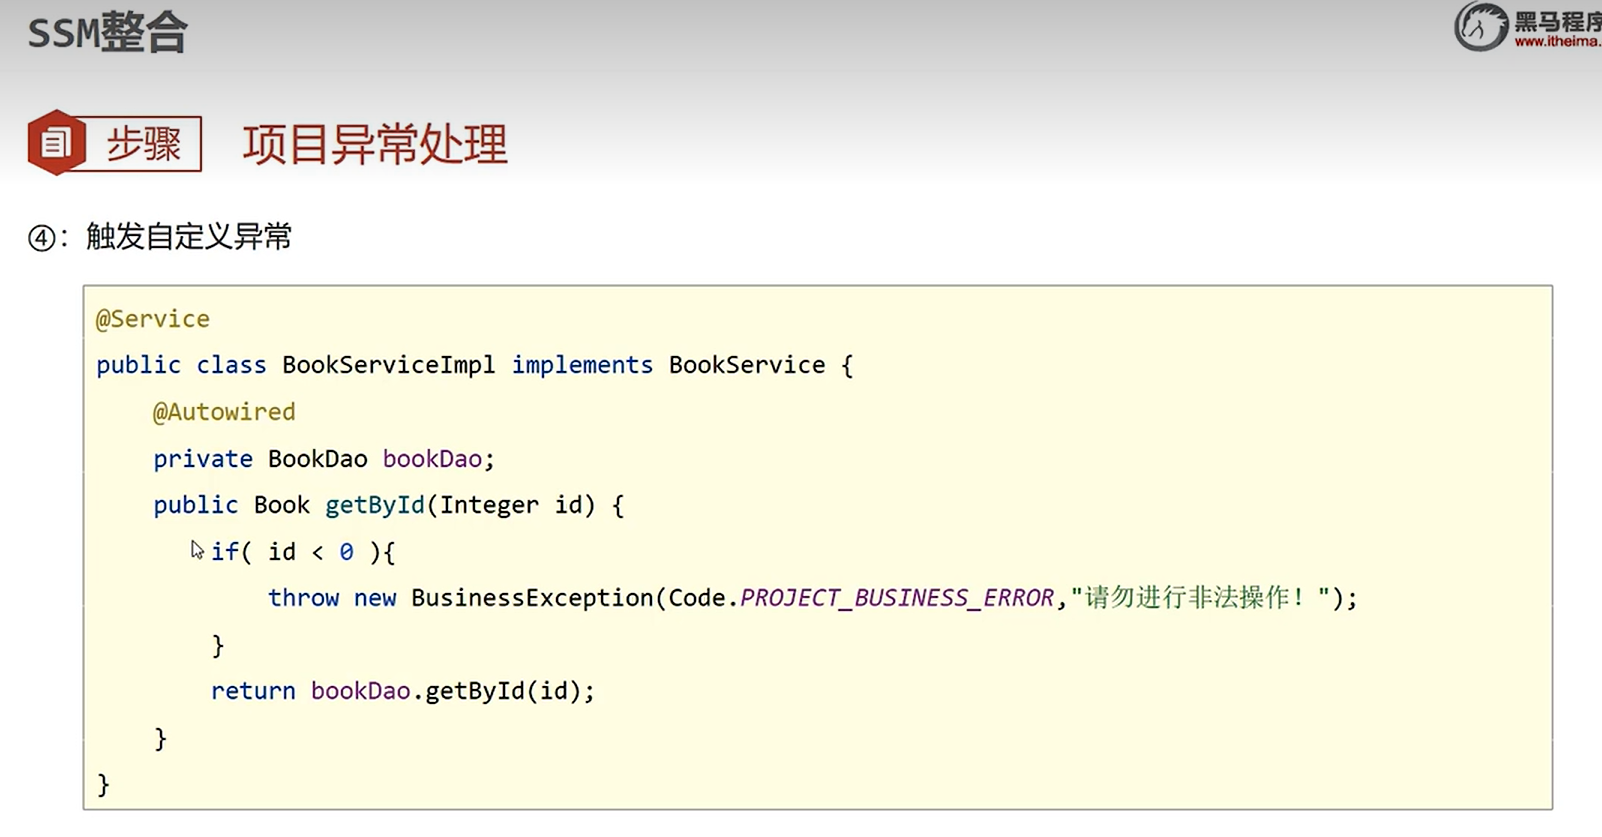 SSM整合
黑马程序
www.itheima.
步骤
项目异常处理
④：触发自定义异常
@Service
public class BookServiceImpl implements BookService {
@Autowired
private BookDao bookDao;
public Book getById(Integer id) {
if( id < 0 ){
throw new BusinessException(Code.PROJECT_BUSINESS_ERROR,"请勿进行非法操作！");
}
return bookDao.getById(id);
}
}